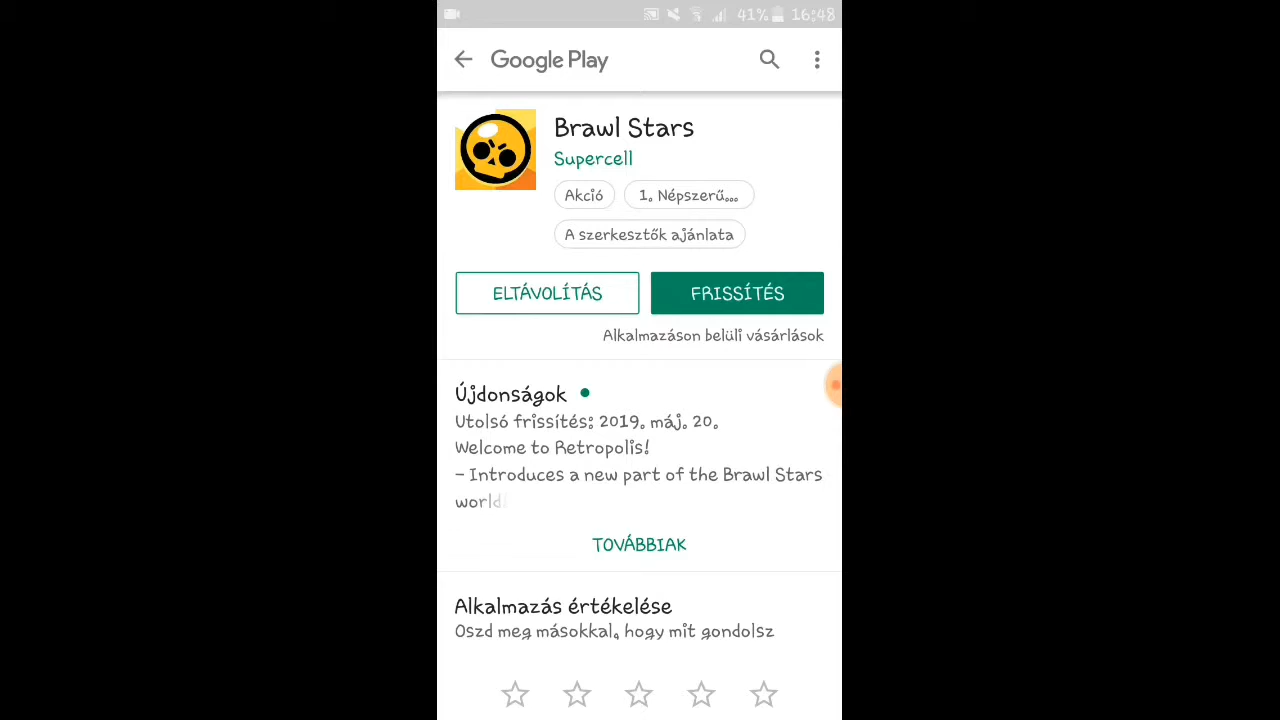 41% 16:48
Google Play
Brawl Stars
Supercell
Akció
1. Népszerű...
A szerkesztők ajánlata
ELTÁVOLÍTÁS
FRISSÍTÉS
Alkalmazáson belüli vásárlások
Újdonságok
Utolsó frissítés: 2019. máj. 20.
Welcome to Retropolis!
- Introduces a new part of the Brawl Stars
world!
TOVÁBBIAK
Alkalmazás értékelése
Oszd meg másokkal, hogy mit gondolsz